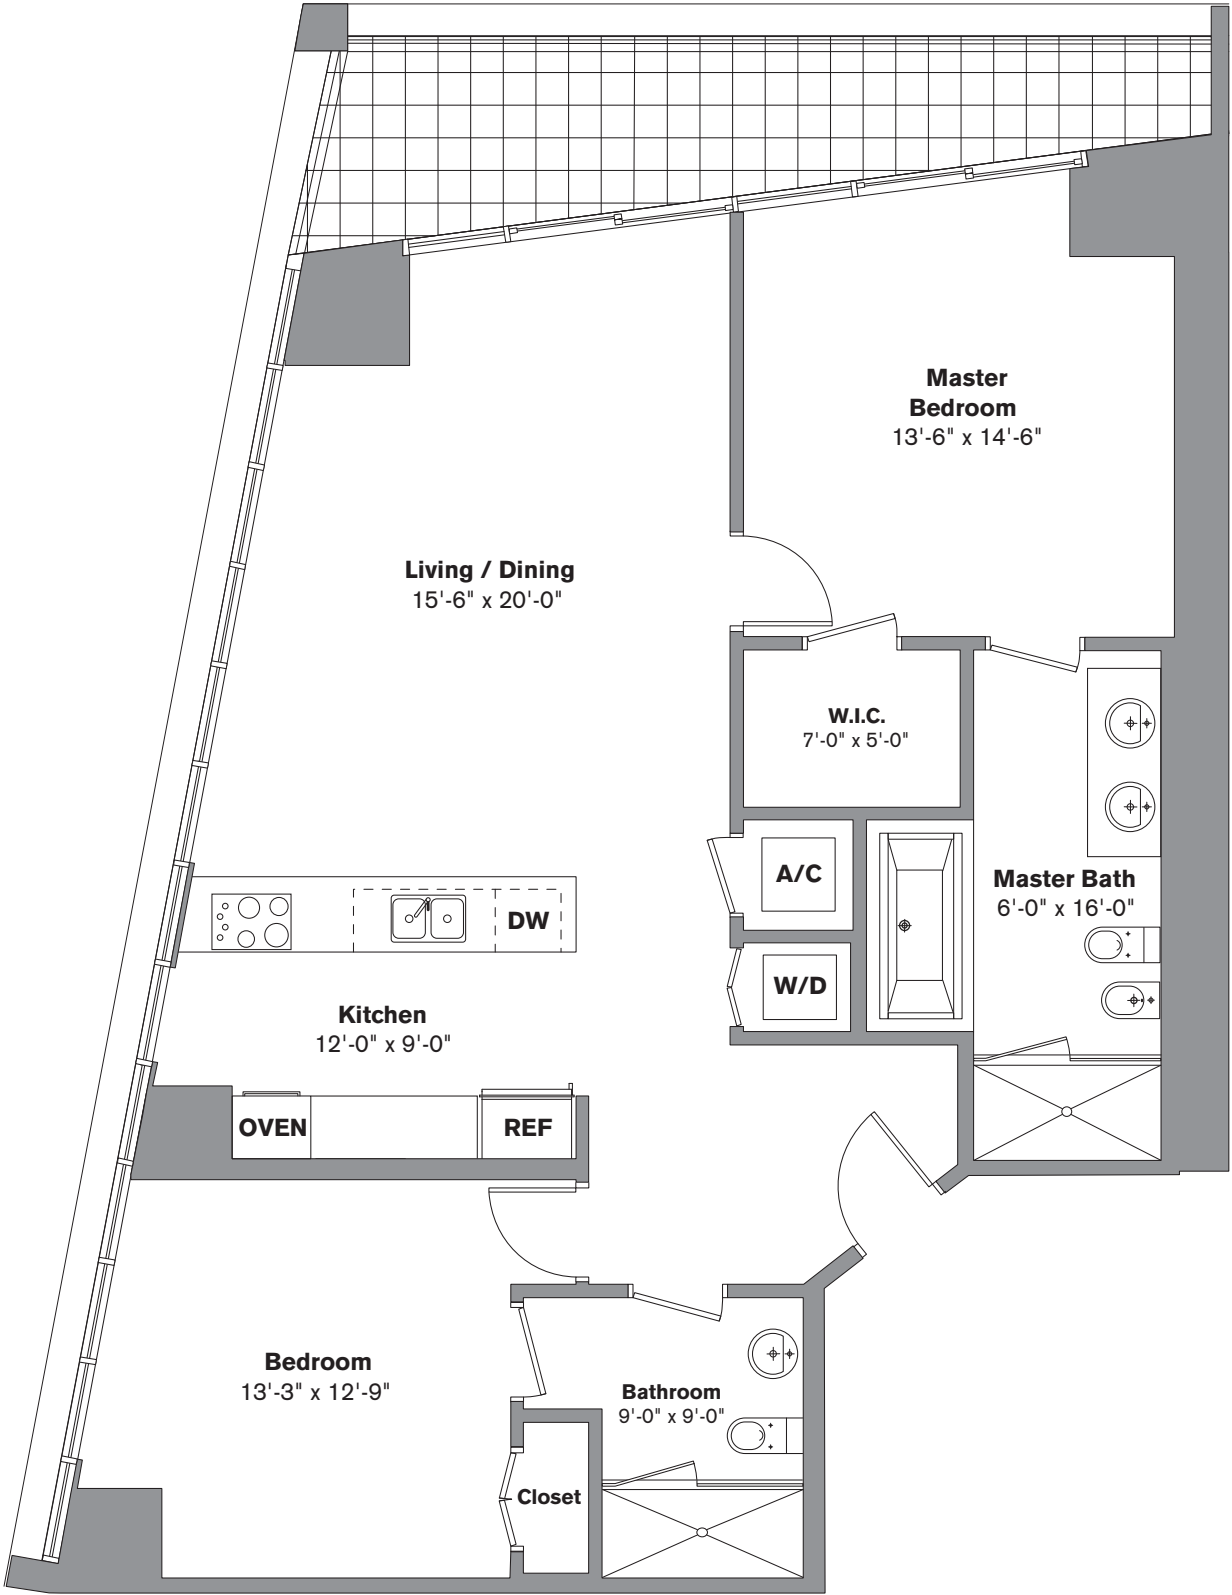 Master
Bedroom
13'-6" x 14'-6"
Living / Dining
15'-6" x 20'-0"
W.I.C.
7'-0" x 5'-0"
A/C
Master Bath
6'-0" x 16'-0"
DW
W/D
Kitchen
12'-0" x 9'-0"
OVEN
REF
Bedroom
13'-3" x 12'-9"
Bathroom
9'-0" x 9'-0"
Closet